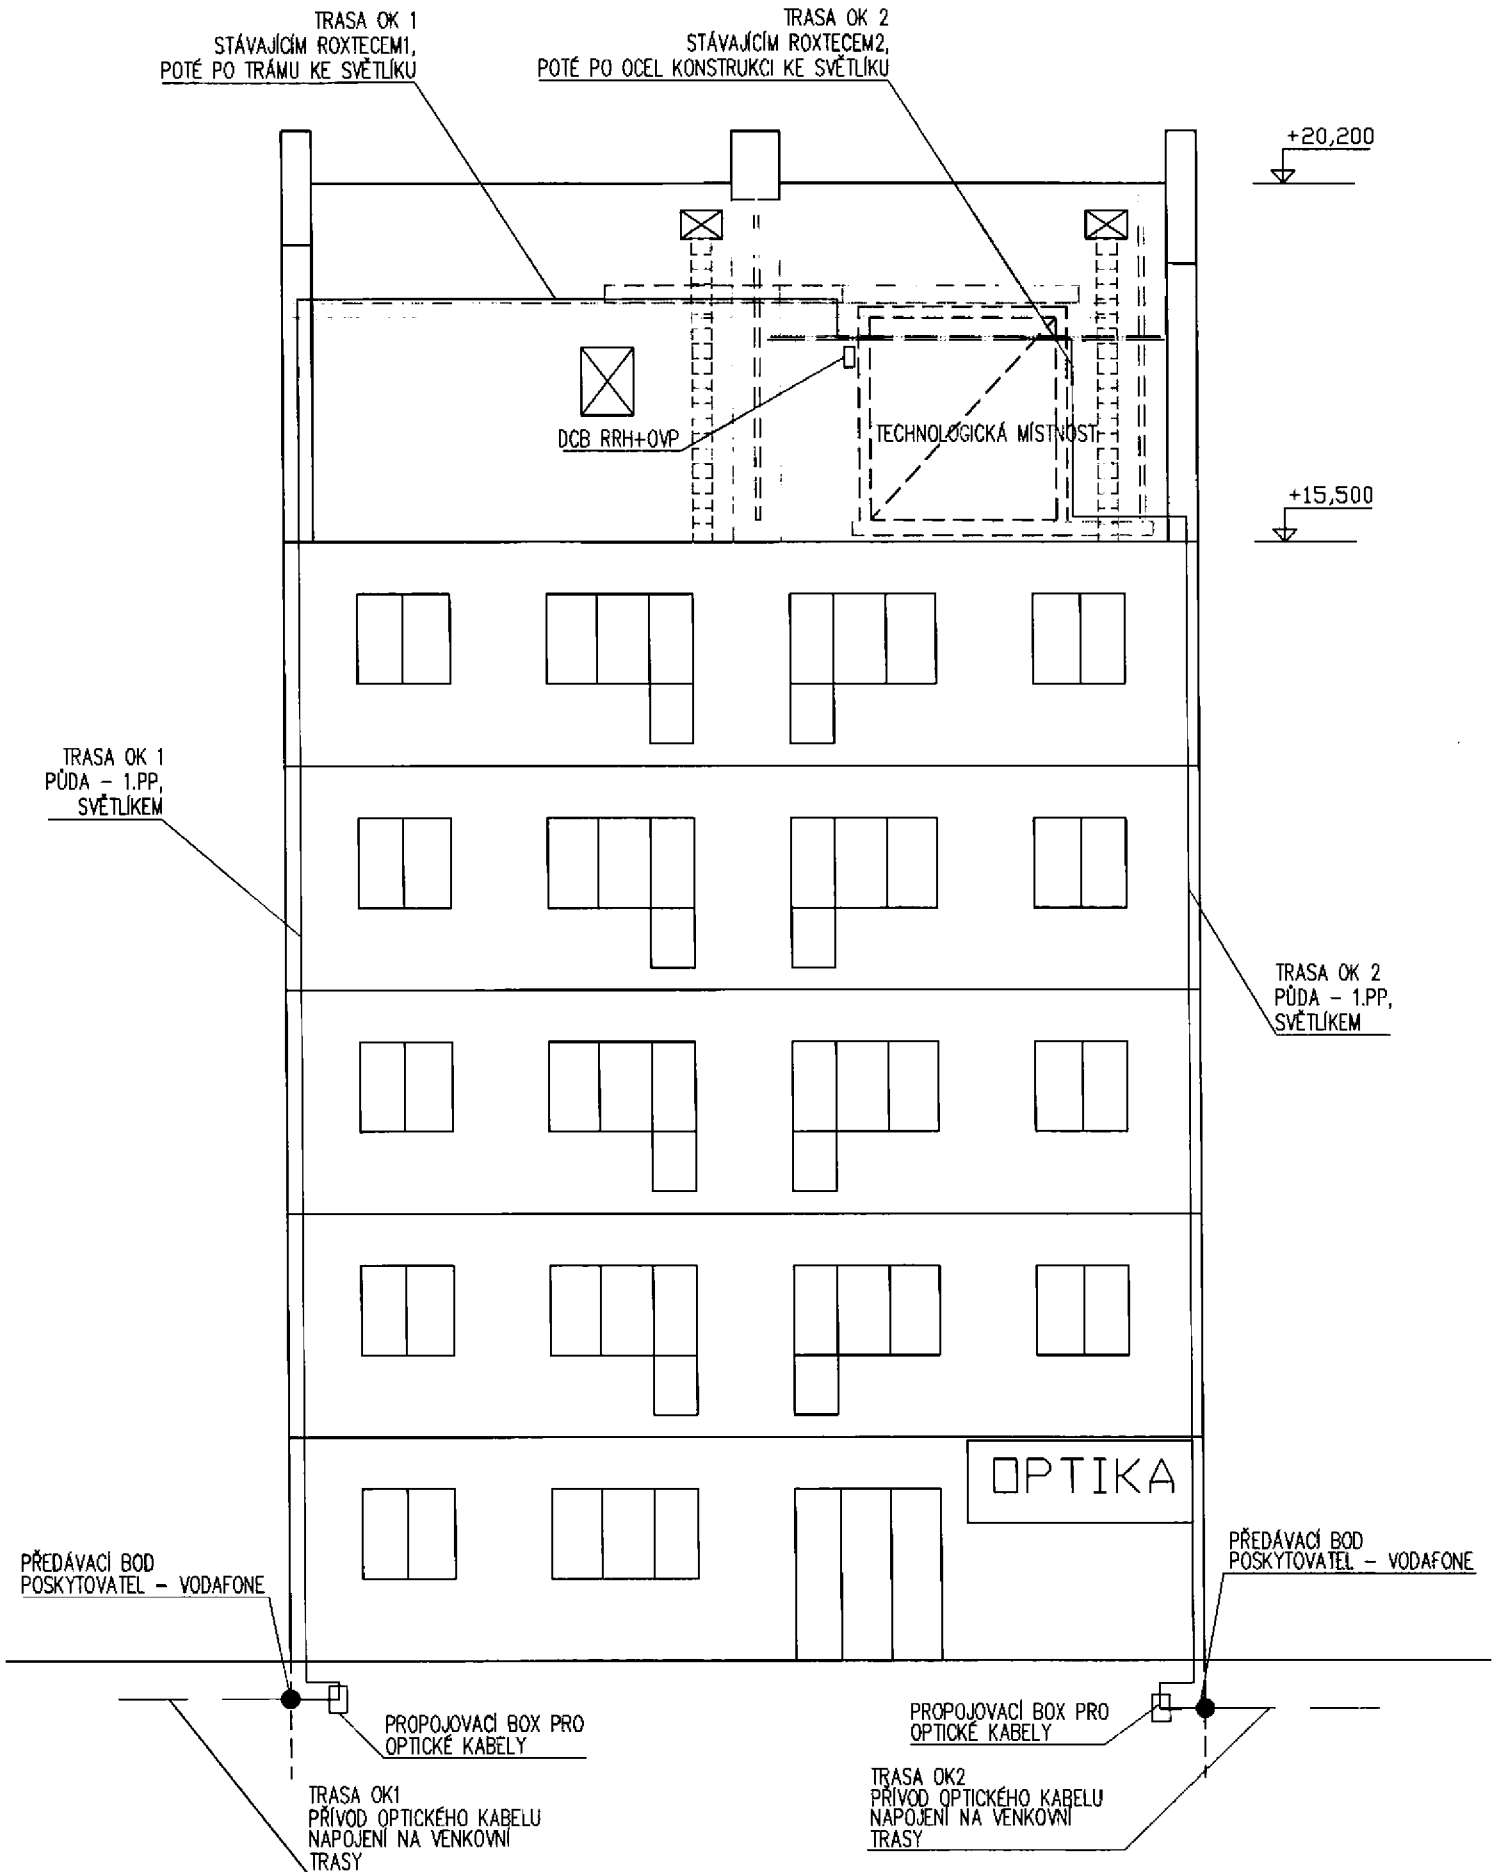 TRASA OK 1
STÁVAJÍCÍM ROXTECEM1,
POTÉ PO TRÁMU KE SVĚTLÍKU
TRASA OK 2
STÁVAJÍCÍM ROXTECEM2,
POTÉ PO OCEL KONSTRUKCI KE SVĚTLÍKU
+20,200
DCB RRH+OVP
TECHNOLOGICKÁ MÍSTNOST
+15,500
TRASA OK 1
PŮDA - 1.PP,
SVĚTLÍKEM
TRASA OK 2
PŮDA - 1.PP,
SVĚTLÍKEM
OPTIKA
PŘEDÁVACÍ BOD
POSKYTOVATEL - VODAFONE
PŘEDÁVACÍ BOD
POSKYTOVATEL - VODAFONE
PROPOJOVACÍ BOX PRO
OPTICKÉ KABELY
PROPOJOVACÍ BOX PRO
OPTICKÉ KABELY
TRASA OK1
PŘÍVOD OPTICKÉHO KABELU
NAPOJENÍ NA VENKOVNÍ
TRASY
TRASA OK2
PŘÍVOD OPTICKÉHO KABELU
NAPOJENÍ NA VENKOVNÍ
TRASY